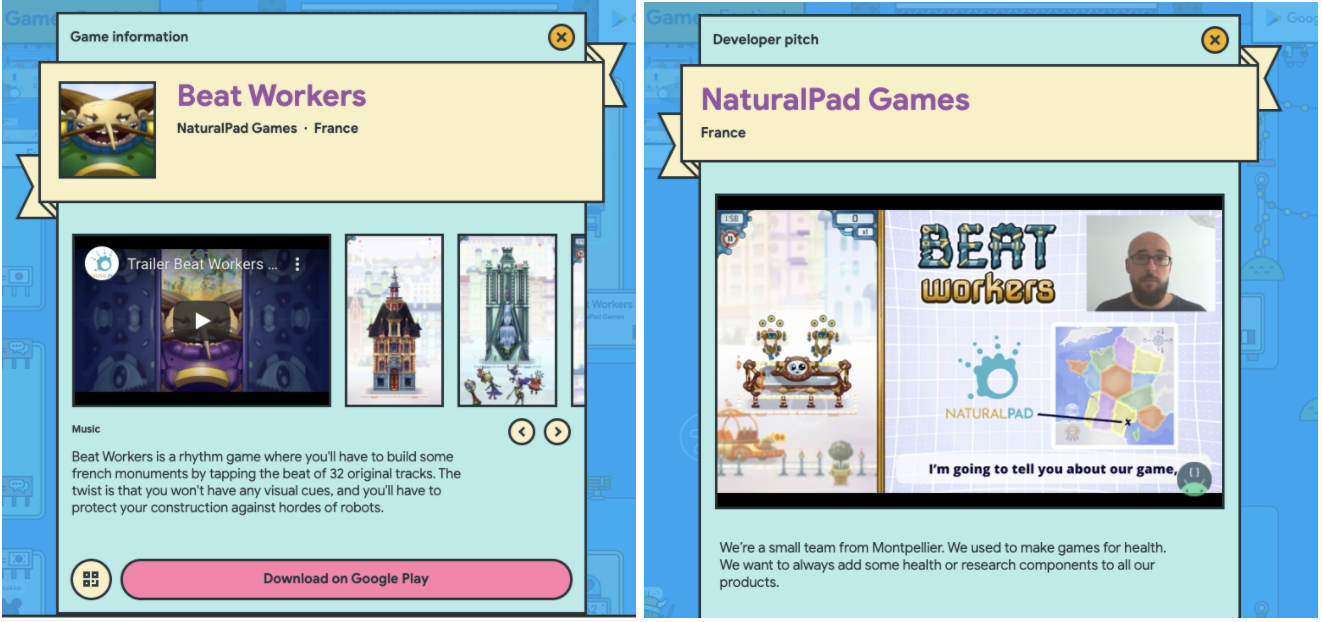 Game information
Beat Workers
NaturalPad Games · France
Trailer Beat Workers ...
Music
Beat Workers is a rhythm game where you'll have to build some
french monuments by tapping the beat of 32 original tracks. The
twist is that you won't have any visual cues, and you'll have to
protect your construction against hordes of robots.
Download on Google Play
Developer pitch
NaturalPad Games
France
1:58
0
x1
BEAT
workers
NATURALPAD
x
I'm going to tell you about our game,
We're a small team from Montpellier. We used to make games for health.
We want to always add some health or research components to all our
products.